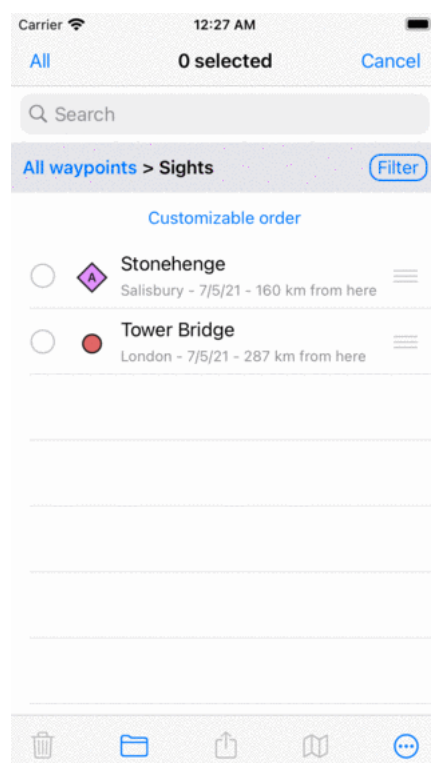 Carrier 12:27 AM
All 0 selected Cancel
Search
All waypoints > Sights Filter
Customizable order
A
Stonehenge
Salisbury - 7/5/21 - 160 km from here
Tower Bridge
London - 7/5/21 - 287 km from here